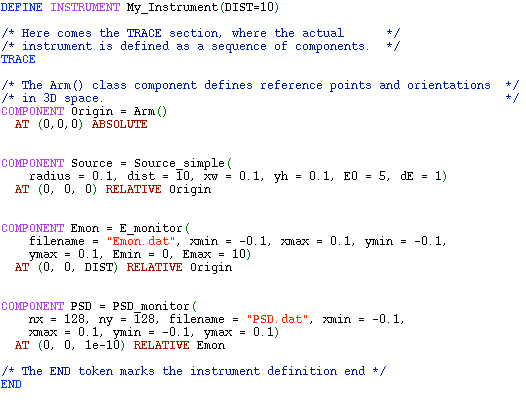 DEFINE INSTRUMENT My_Instrument(DIST=10)
/* Here comes the TRACE section, where the actual      */
/* instrument is defined as a sequence of components.  */
TRACE
/* The Arm() class component defines reference points and orientations  */
/* in 3D space.                                                         */
COMPONENT Origin = Arm()
  AT (0,0,0) ABSOLUTE
COMPONENT Source = Source_simple(
    radius = 0.1, dist = 10, xw = 0.1, yh = 0.1, E0 = 5, dE = 1)
  AT (0, 0, 0) RELATIVE Origin
COMPONENT Emon = E_monitor(
    filename = "Emon.dat", xmin = -0.1, xmax = 0.1, ymin = -0.1,
    ymax = 0.1, Emin = 0, Emax = 10)
  AT (0, 0, DIST) RELATIVE Origin
COMPONENT PSD = PSD_monitor(
    nx = 128, ny = 128, filename = "PSD.dat", xmin = -0.1,
    xmax = 0.1, ymin = -0.1, ymax = 0.1)
  AT (0, 0, 1e-10) RELATIVE Emon
/* The END token marks the instrument definition end */
END